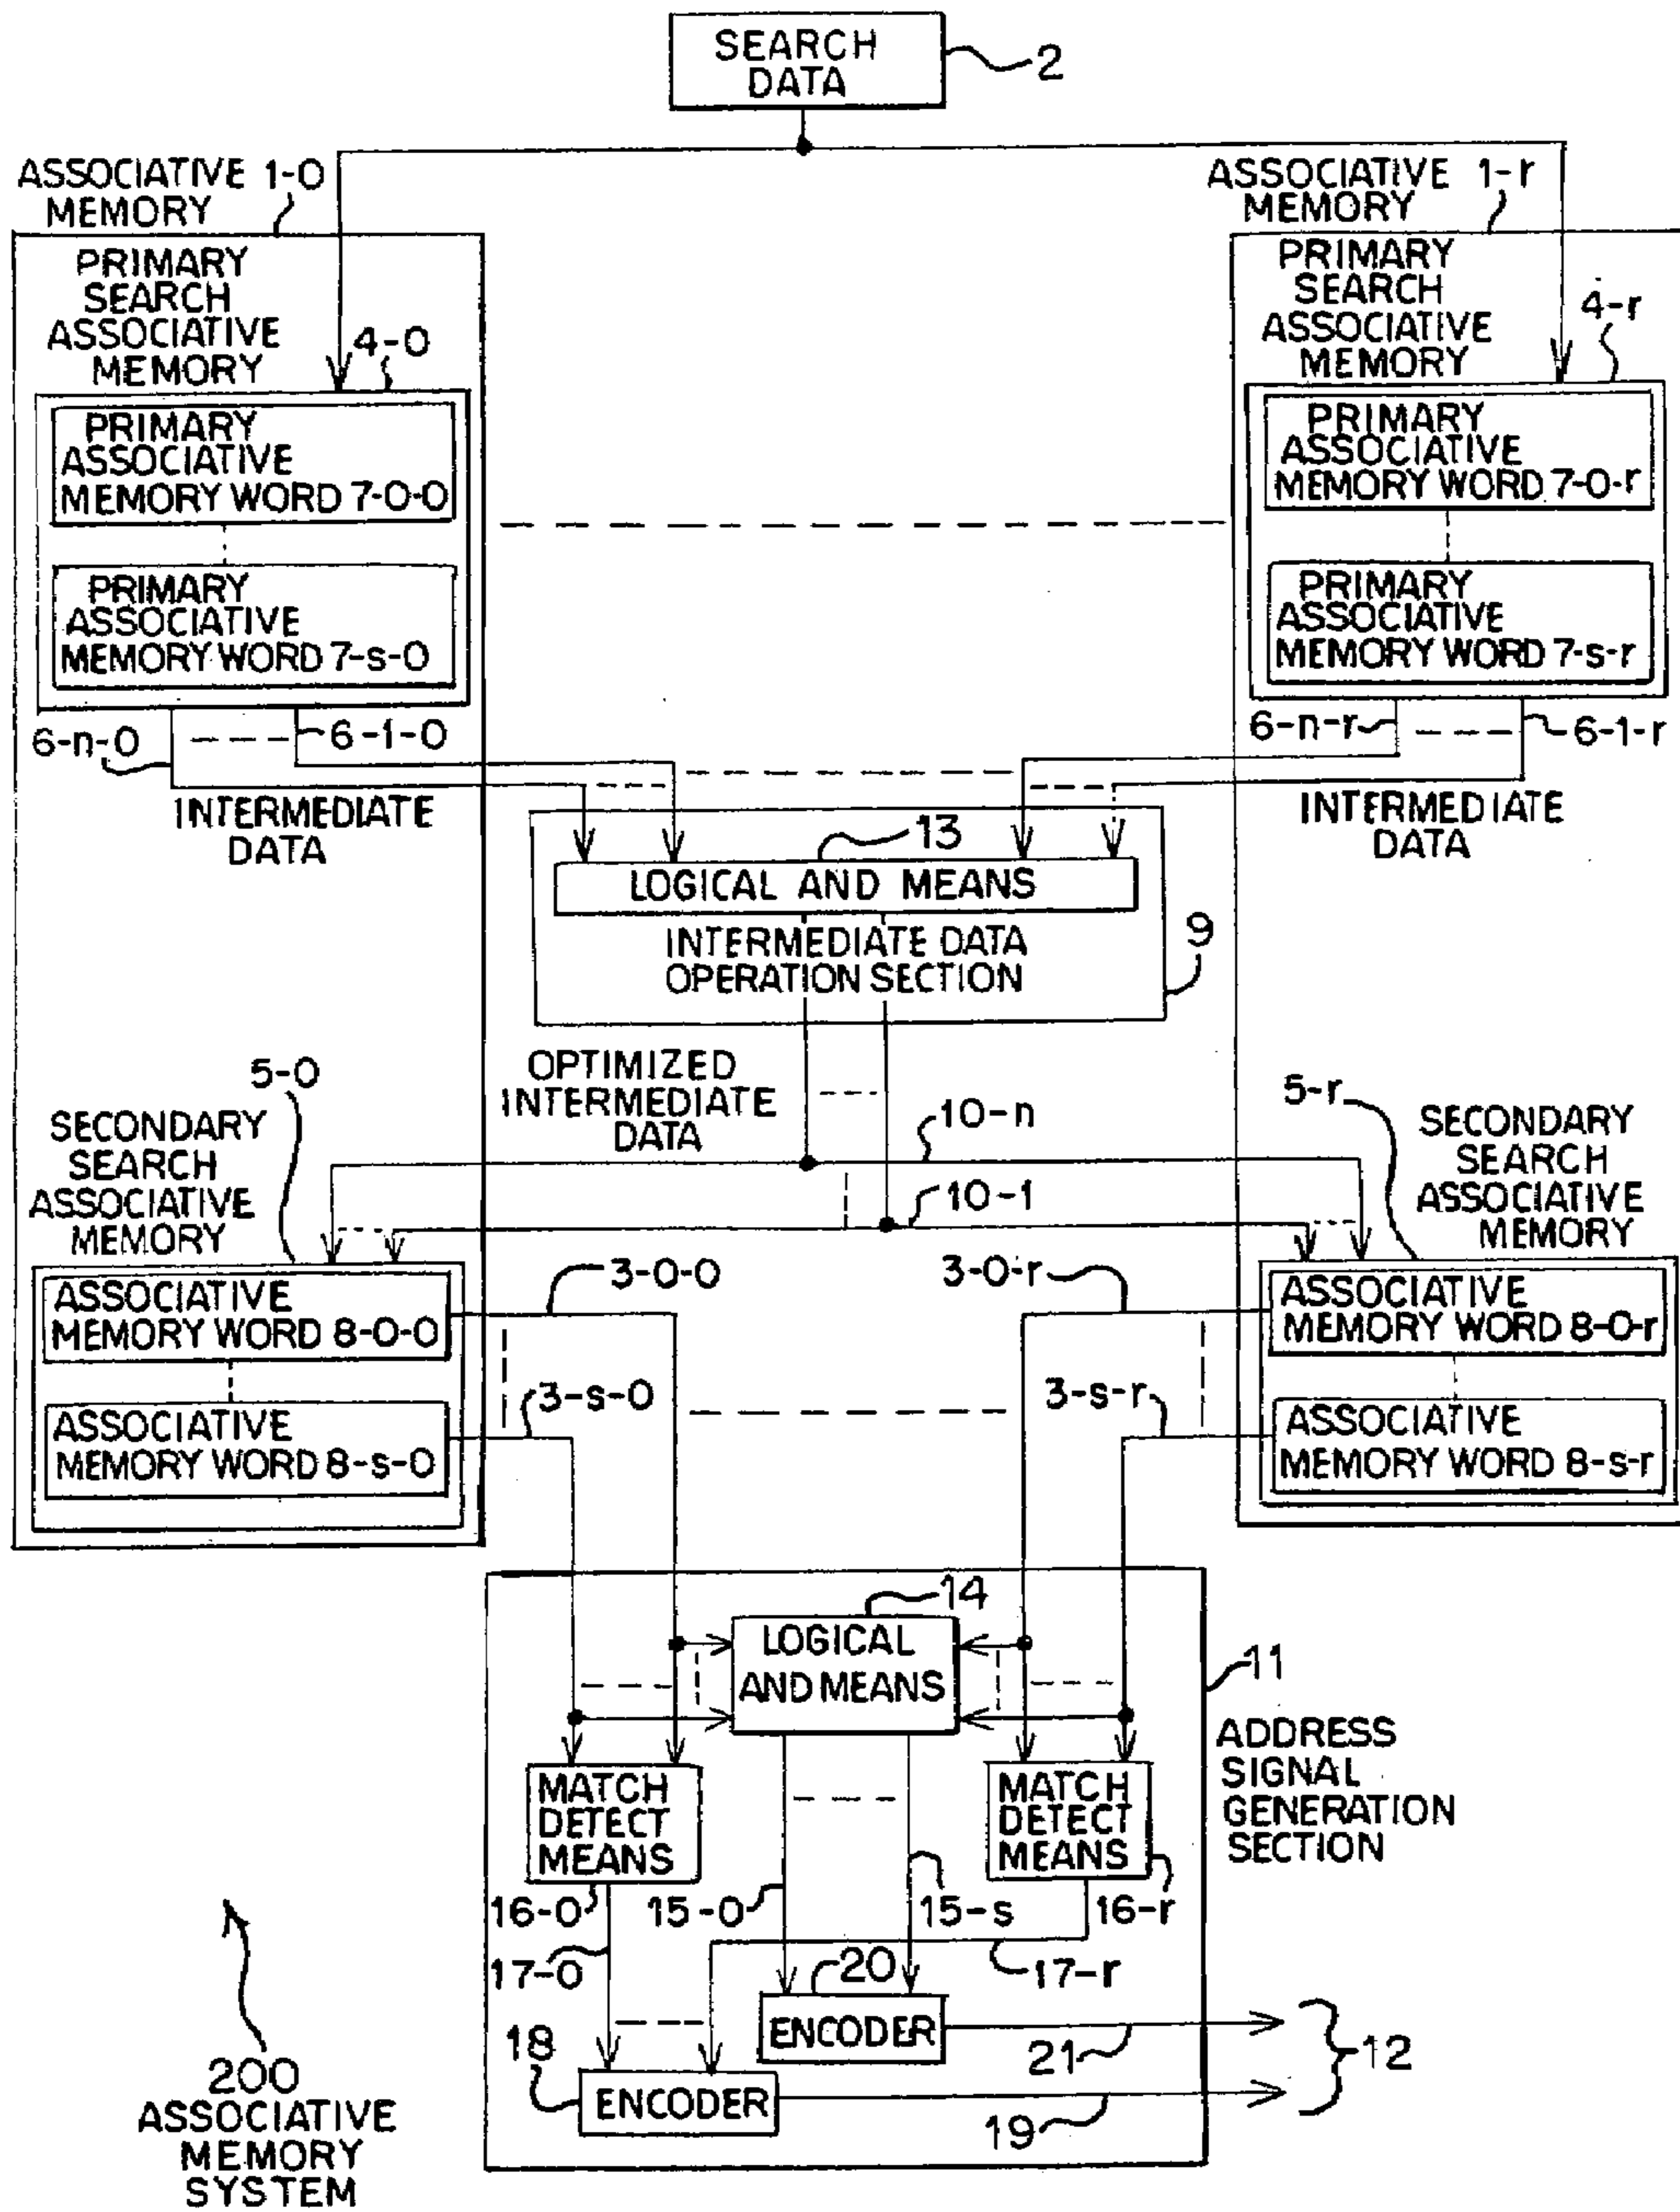 SEARCH
DATA
2
ASSOCIATIVE 1-0
MEMORY
ASSOCIATIVE 1-r
MEMORY
PRIMARY
SEARCH
ASSOCIATIVE
MEMORY
4-0
PRIMARY
SEARCH
ASSOCIATIVE
MEMORY
4-r
PRIMARY
ASSOCIATIVE
MEMORY WORD 7-0-0
PRIMARY
ASSOCIATIVE
MEMORY WORD 7-0-r
PRIMARY
ASSOCIATIVE
MEMORY WORD 7-s-0
PRIMARY
ASSOCIATIVE
MEMORY WORD 7-s-r
6-n-0
6-1-0
6-n-r
6-1-r
INTERMEDIATE
DATA
INTERMEDIATE
DATA
13
LOGICAL AND MEANS
INTERMEDIATE DATA
OPERATION SECTION
9
OPTIMIZED
INTERMEDIATE
DATA
10-n
10-1
5-0
SECONDARY
SEARCH
ASSOCIATIVE
MEMORY
5-r
SECONDARY
SEARCH
ASSOCIATIVE
MEMORY
ASSOCIATIVE
MEMORY WORD 8-0-0
3-0-0
3-0-r
ASSOCIATIVE
MEMORY WORD 8-0-r
ASSOCIATIVE
MEMORY WORD 8-s-0
3-s-0
3-s-r
ASSOCIATIVE
MEMORY WORD 8-s-r
14
LOGICAL
AND MEANS
11
ADDRESS
SIGNAL
GENERATION
SECTION
MATCH
DETECT
MEANS
MATCH
DETECT
MEANS
16-0
15-0
15-s
16-r
17-0
20
17-r
ENCODER
21
18
ENCODER
19
12
200
ASSOCIATIVE
MEMORY
SYSTEM